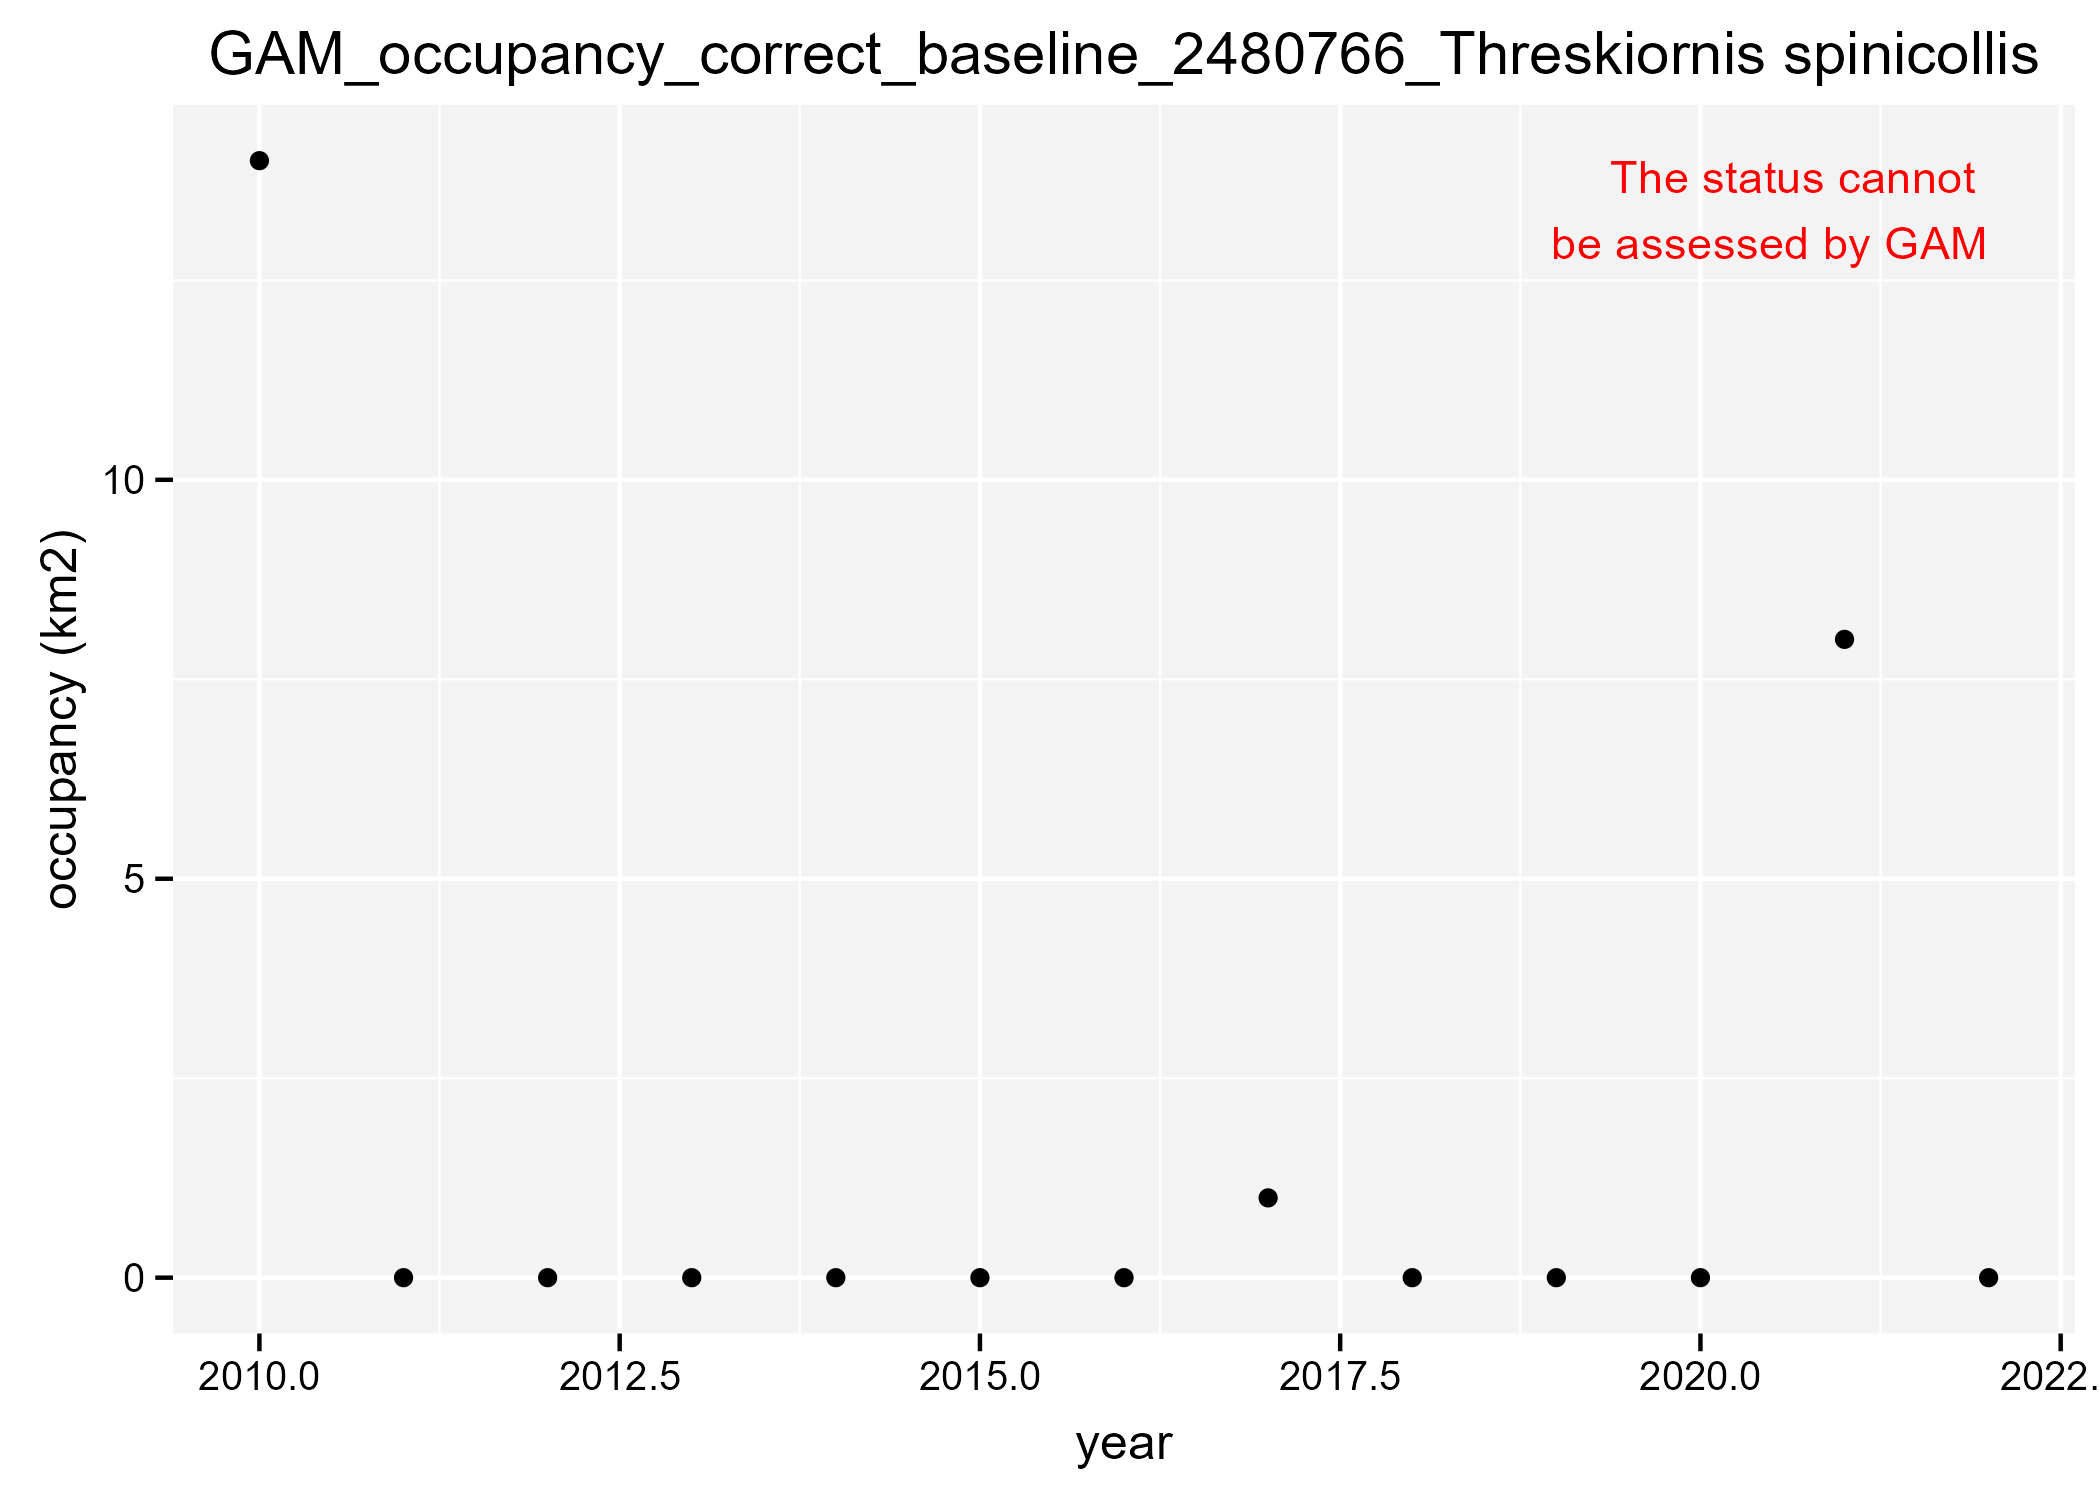 GAM_occupancy_correct_baseline_2480766_Threskiornis spinicollis
The status cannot
be assessed by GAM
occupancy (km2)
10
5
0
2010.0
2012.5
2015.0
2017.5
2020.0
2022.
year